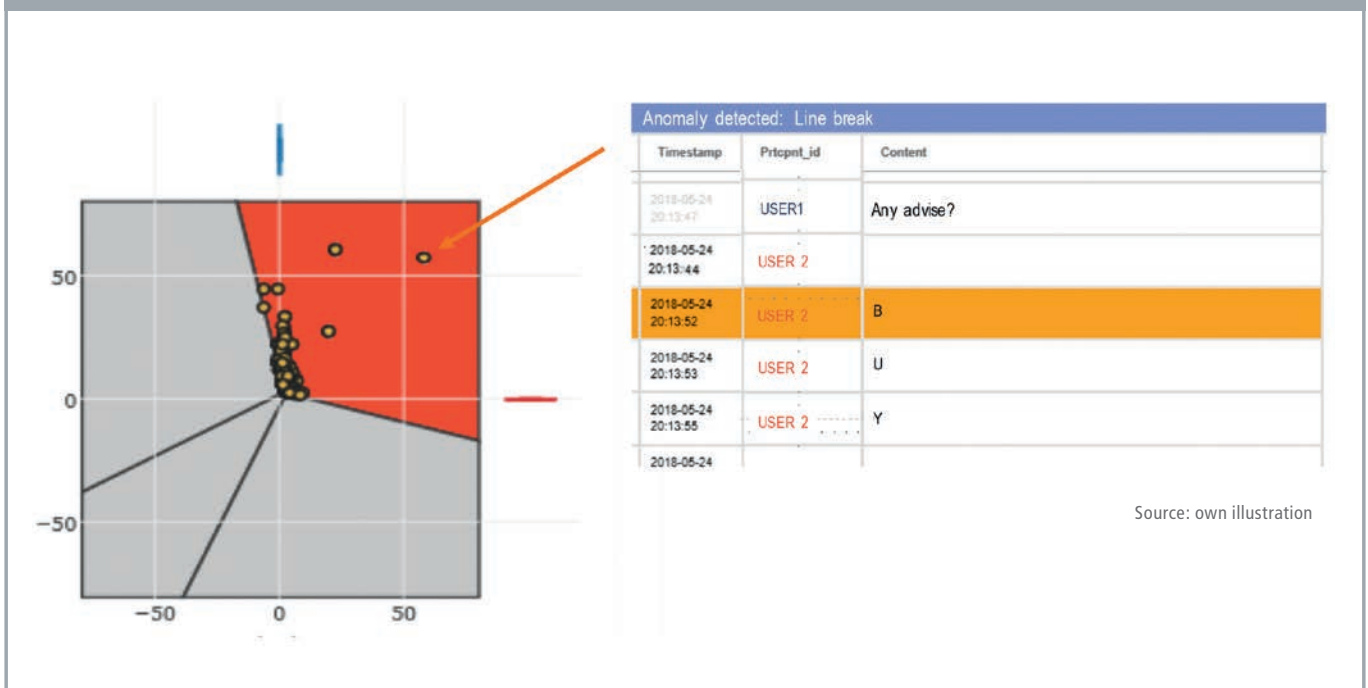 50
0
−50
−50 0 50
Anomaly detected: Line break
Timestamp Prtcpnt_id Content
2018-05-24
20:13:47 USER1 Any advise?
2018-05-24
20:13:44 USER 2
2018-05-24
20:13:52 USER 2 B
2018-05-24
20:13:53 USER 2 U
2018-05-24
20:13:55 USER 2 Y
2018-05-24
Source: own illustration